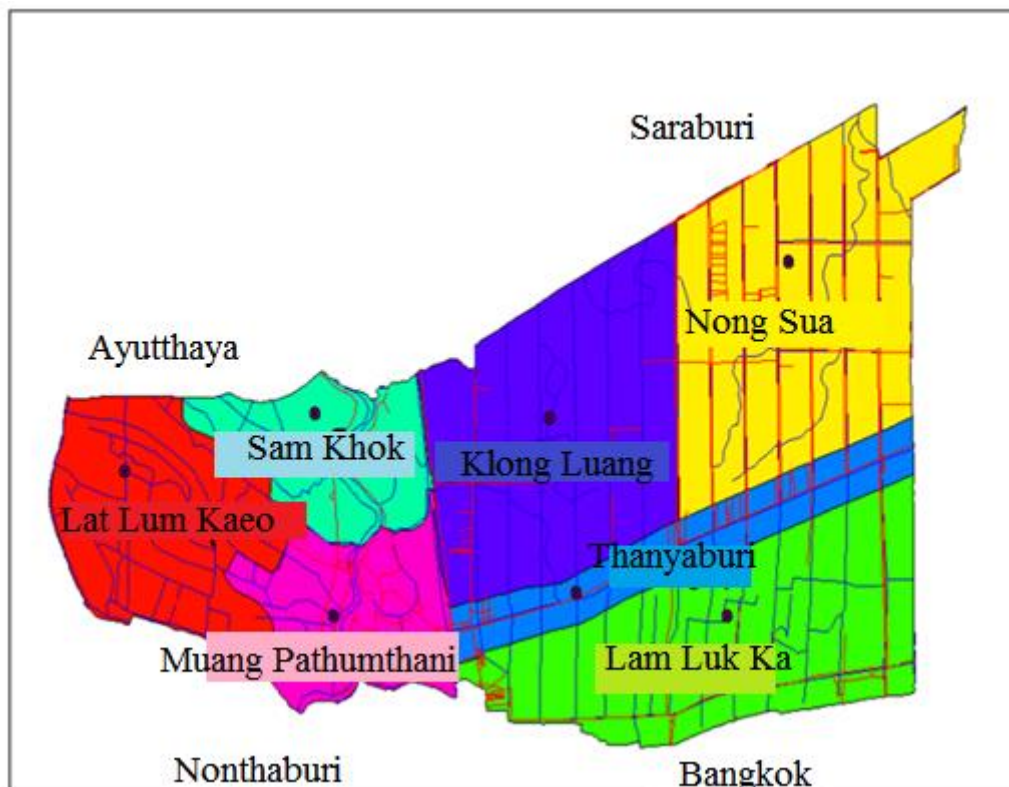 Saraburi
Nong Sua
Ayutthaya
Sam Khok
Klong Luang
Lat Lum Kaeo
Thanyaburi
Muang Pathumthani
Lam Luk Ka
Nonthaburi
Bangkok